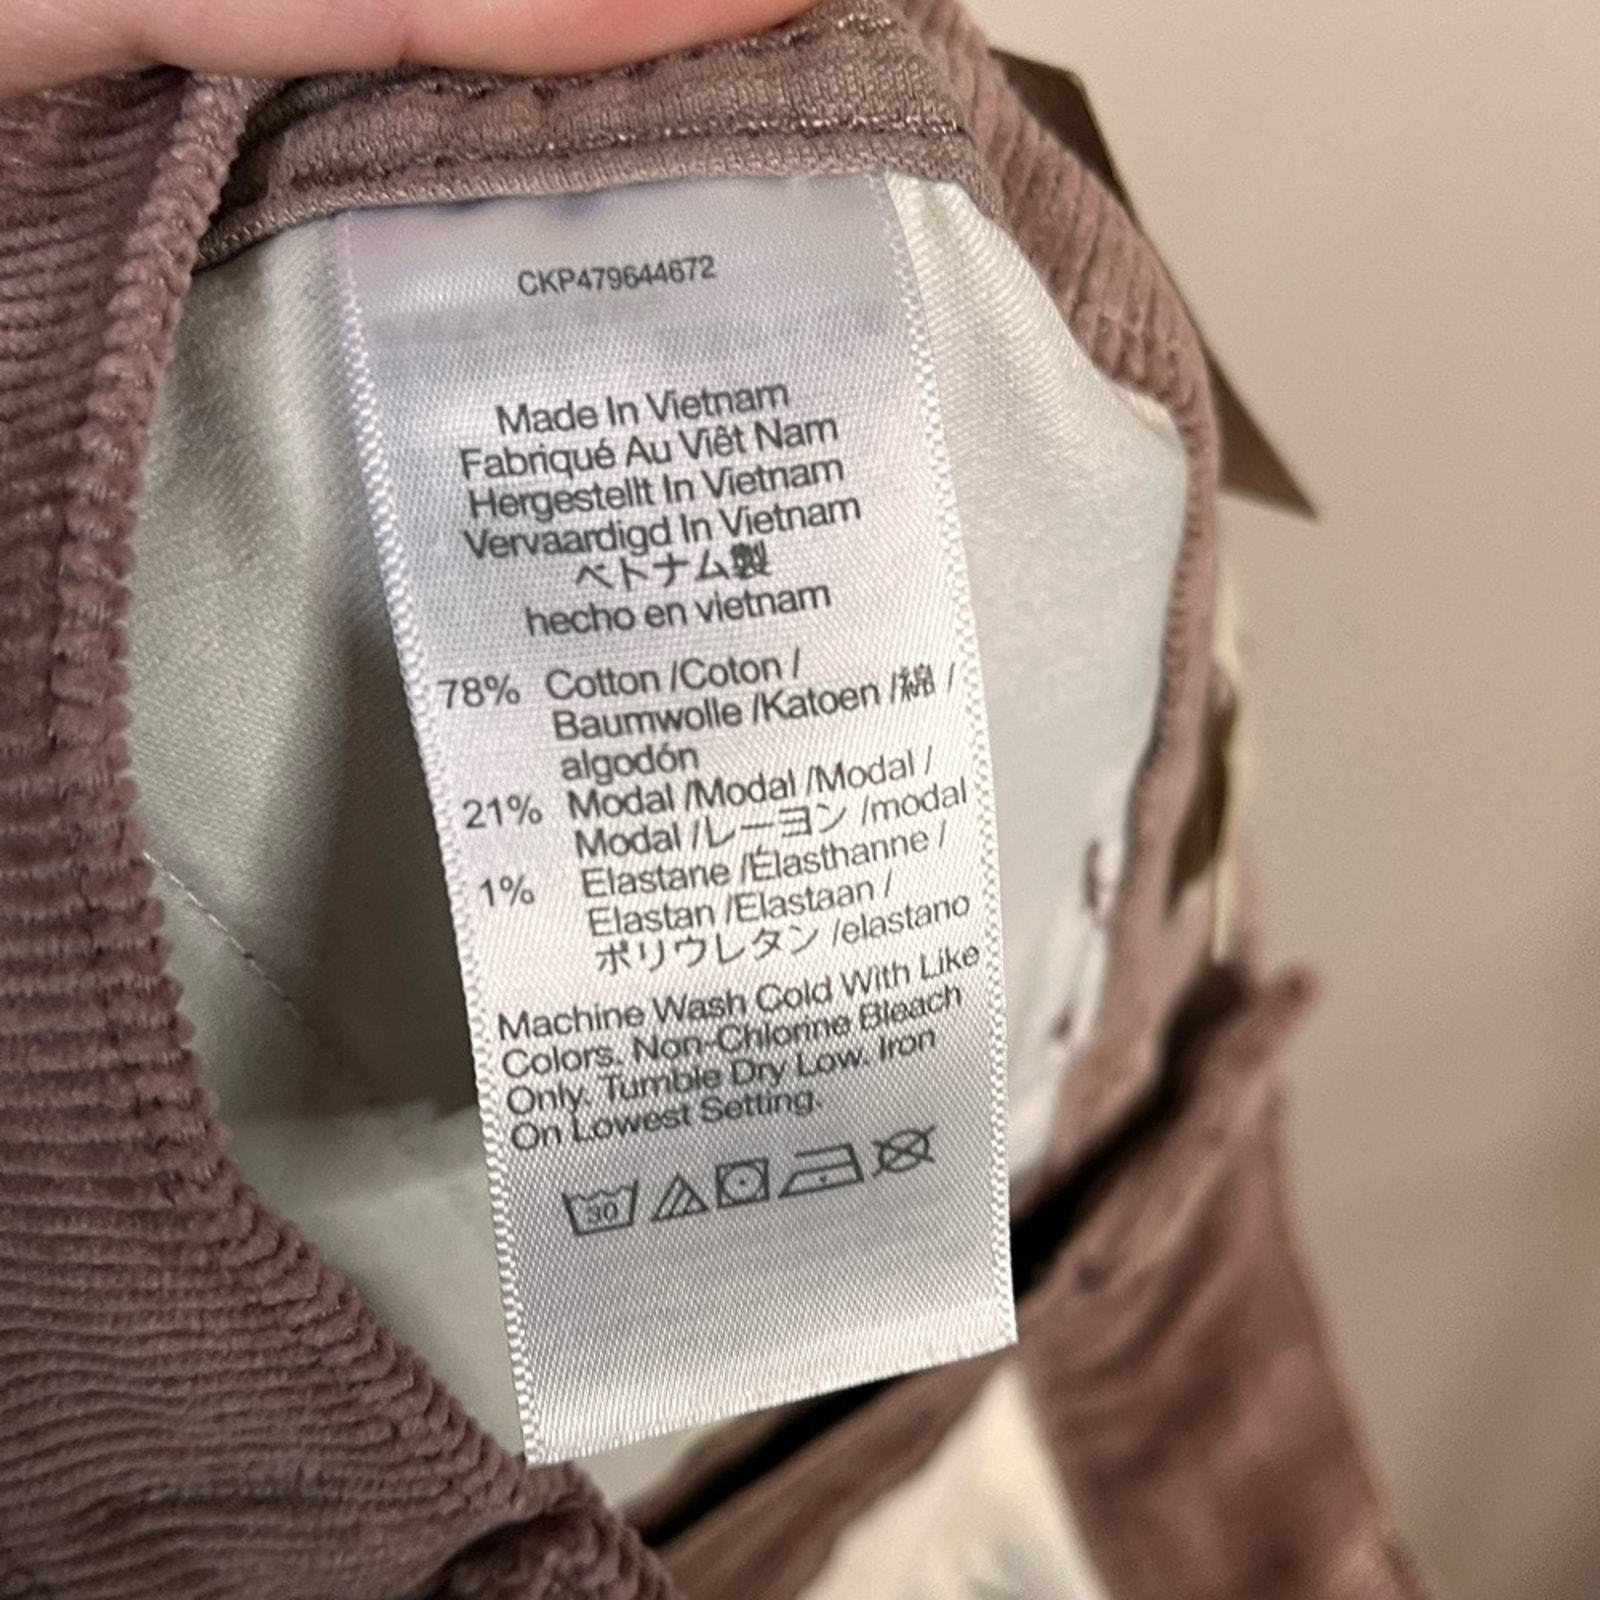 CKP479644672
Made In Vietnam
Fabriqué Au Viêt Nam
Hergestellt In Vietnam
Vervaardigd In Vietnam
ベトナム製
hecho en vietnam
78% Cotton /Coton /
Baumwolle /Katoen /綿 /
algodón
21% Modal /Modal /Modal /
Modal /レーヨン /modal
1% Elastane /Élasthanne /
Elastan /Elastaan /
ポリウレタン /elastano
Machine Wash Cold With Like
Colors. Non-Chlorine Bleach
Only. Tumble Dry Low. Iron
On Lowest Setting.
30